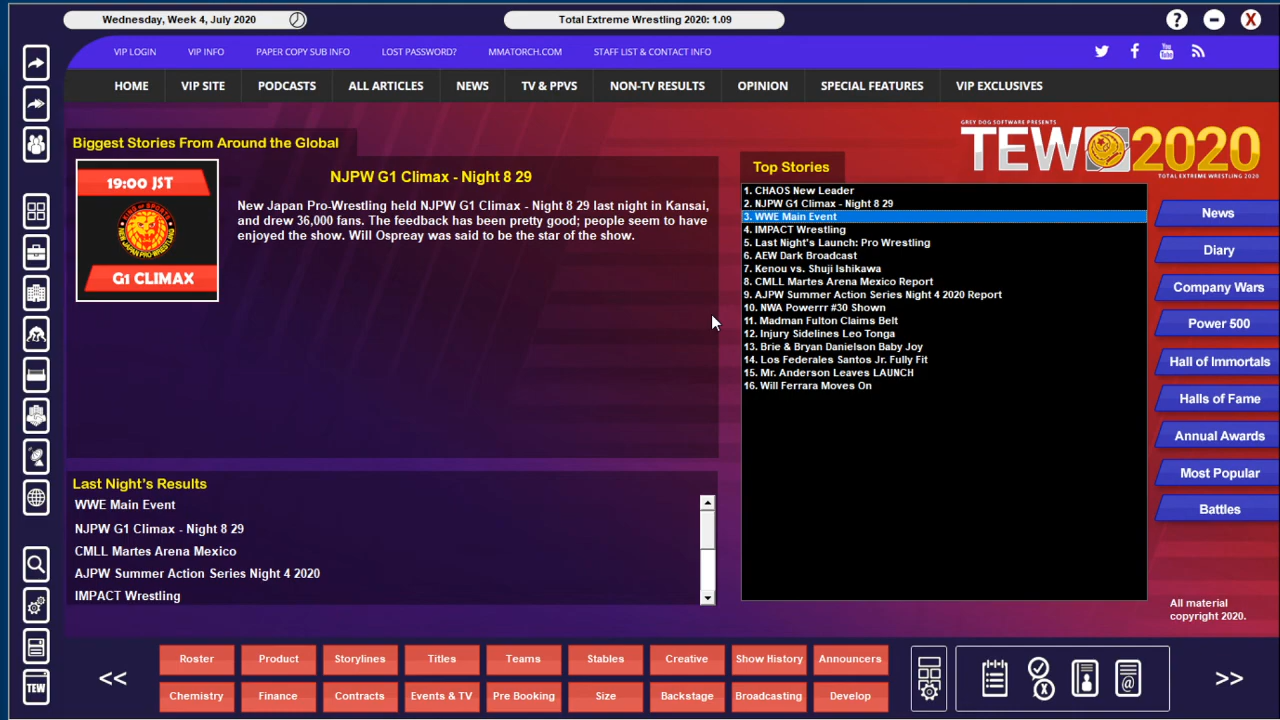 Wednesday, Week 4, July 2020
Total Extreme Wrestling 2020: 1.09
?
X
VIP LOGIN
VIP INFO
PAPER COPY SUB INFO
LOST PASSWORD?
MMATORCH.COM
STAFF LIST & CONTACT INFO
You Tube
HOME
VIP SITE
PODCASTS
ALL ARTICLES
NEWS
TV & PPVS
NON-TV RESULTS
OPINION
SPECIAL FEATURES
VIP EXCLUSIVES
Biggest Stories From Around the Global
GREY DOG SOFTWARE PRESENTS
TEW 2020
TOTAL EXTREME WRESTLING 2020
19:00 JST
G1 CLIMAX
NJPW G1 Climax - Night 8 29
New Japan Pro-Wrestling held NJPW G1 Climax - Night 8 29 last night in Kansai,
and drew 36,000 fans. The feedback has been pretty good; people seem to have
enjoyed the show. Will Ospreay was said to be the star of the show.
Top Stories
1. CHAOS New Leader
2. NJPW G1 Climax - Night 8 29
3. WWE Main Event
4. IMPACT Wrestling
5. Last Night's Launch: Pro Wrestling
6. AEW Dark Broadcast
7. Kenou vs. Shuji Ishikawa
8. CMLL Martes Arena Mexico Report
9. AJPW Summer Action Series Night 4 2020 Report
10. NWA Powerrr #30 Shown
11. Madman Fulton Claims Belt
12. Injury Sidelines Leo Tonga
13. Brie & Bryan Danielson Baby Joy
14. Los Federales Santos Jr. Fully Fit
15. Mr. Anderson Leaves LAUNCH
16. Will Ferrara Moves On
News
Diary
Company Wars
Power 500
Hall of Immortals
Halls of Fame
Annual Awards
Most Popular
Battles
Last Night's Results
WWE Main Event
NJPW G1 Climax - Night 8 29
CMLL Martes Arena Mexico
AJPW Summer Action Series Night 4 2020
IMPACT Wrestling
All material
copyright 2020.
TEW
<<
Roster
Product
Storylines
Titles
Teams
Stables
Creative
Show History
Announcers
Chemistry
Finance
Contracts
Events & TV
Pre Booking
Size
Backstage
Broadcasting
Develop
@
>>